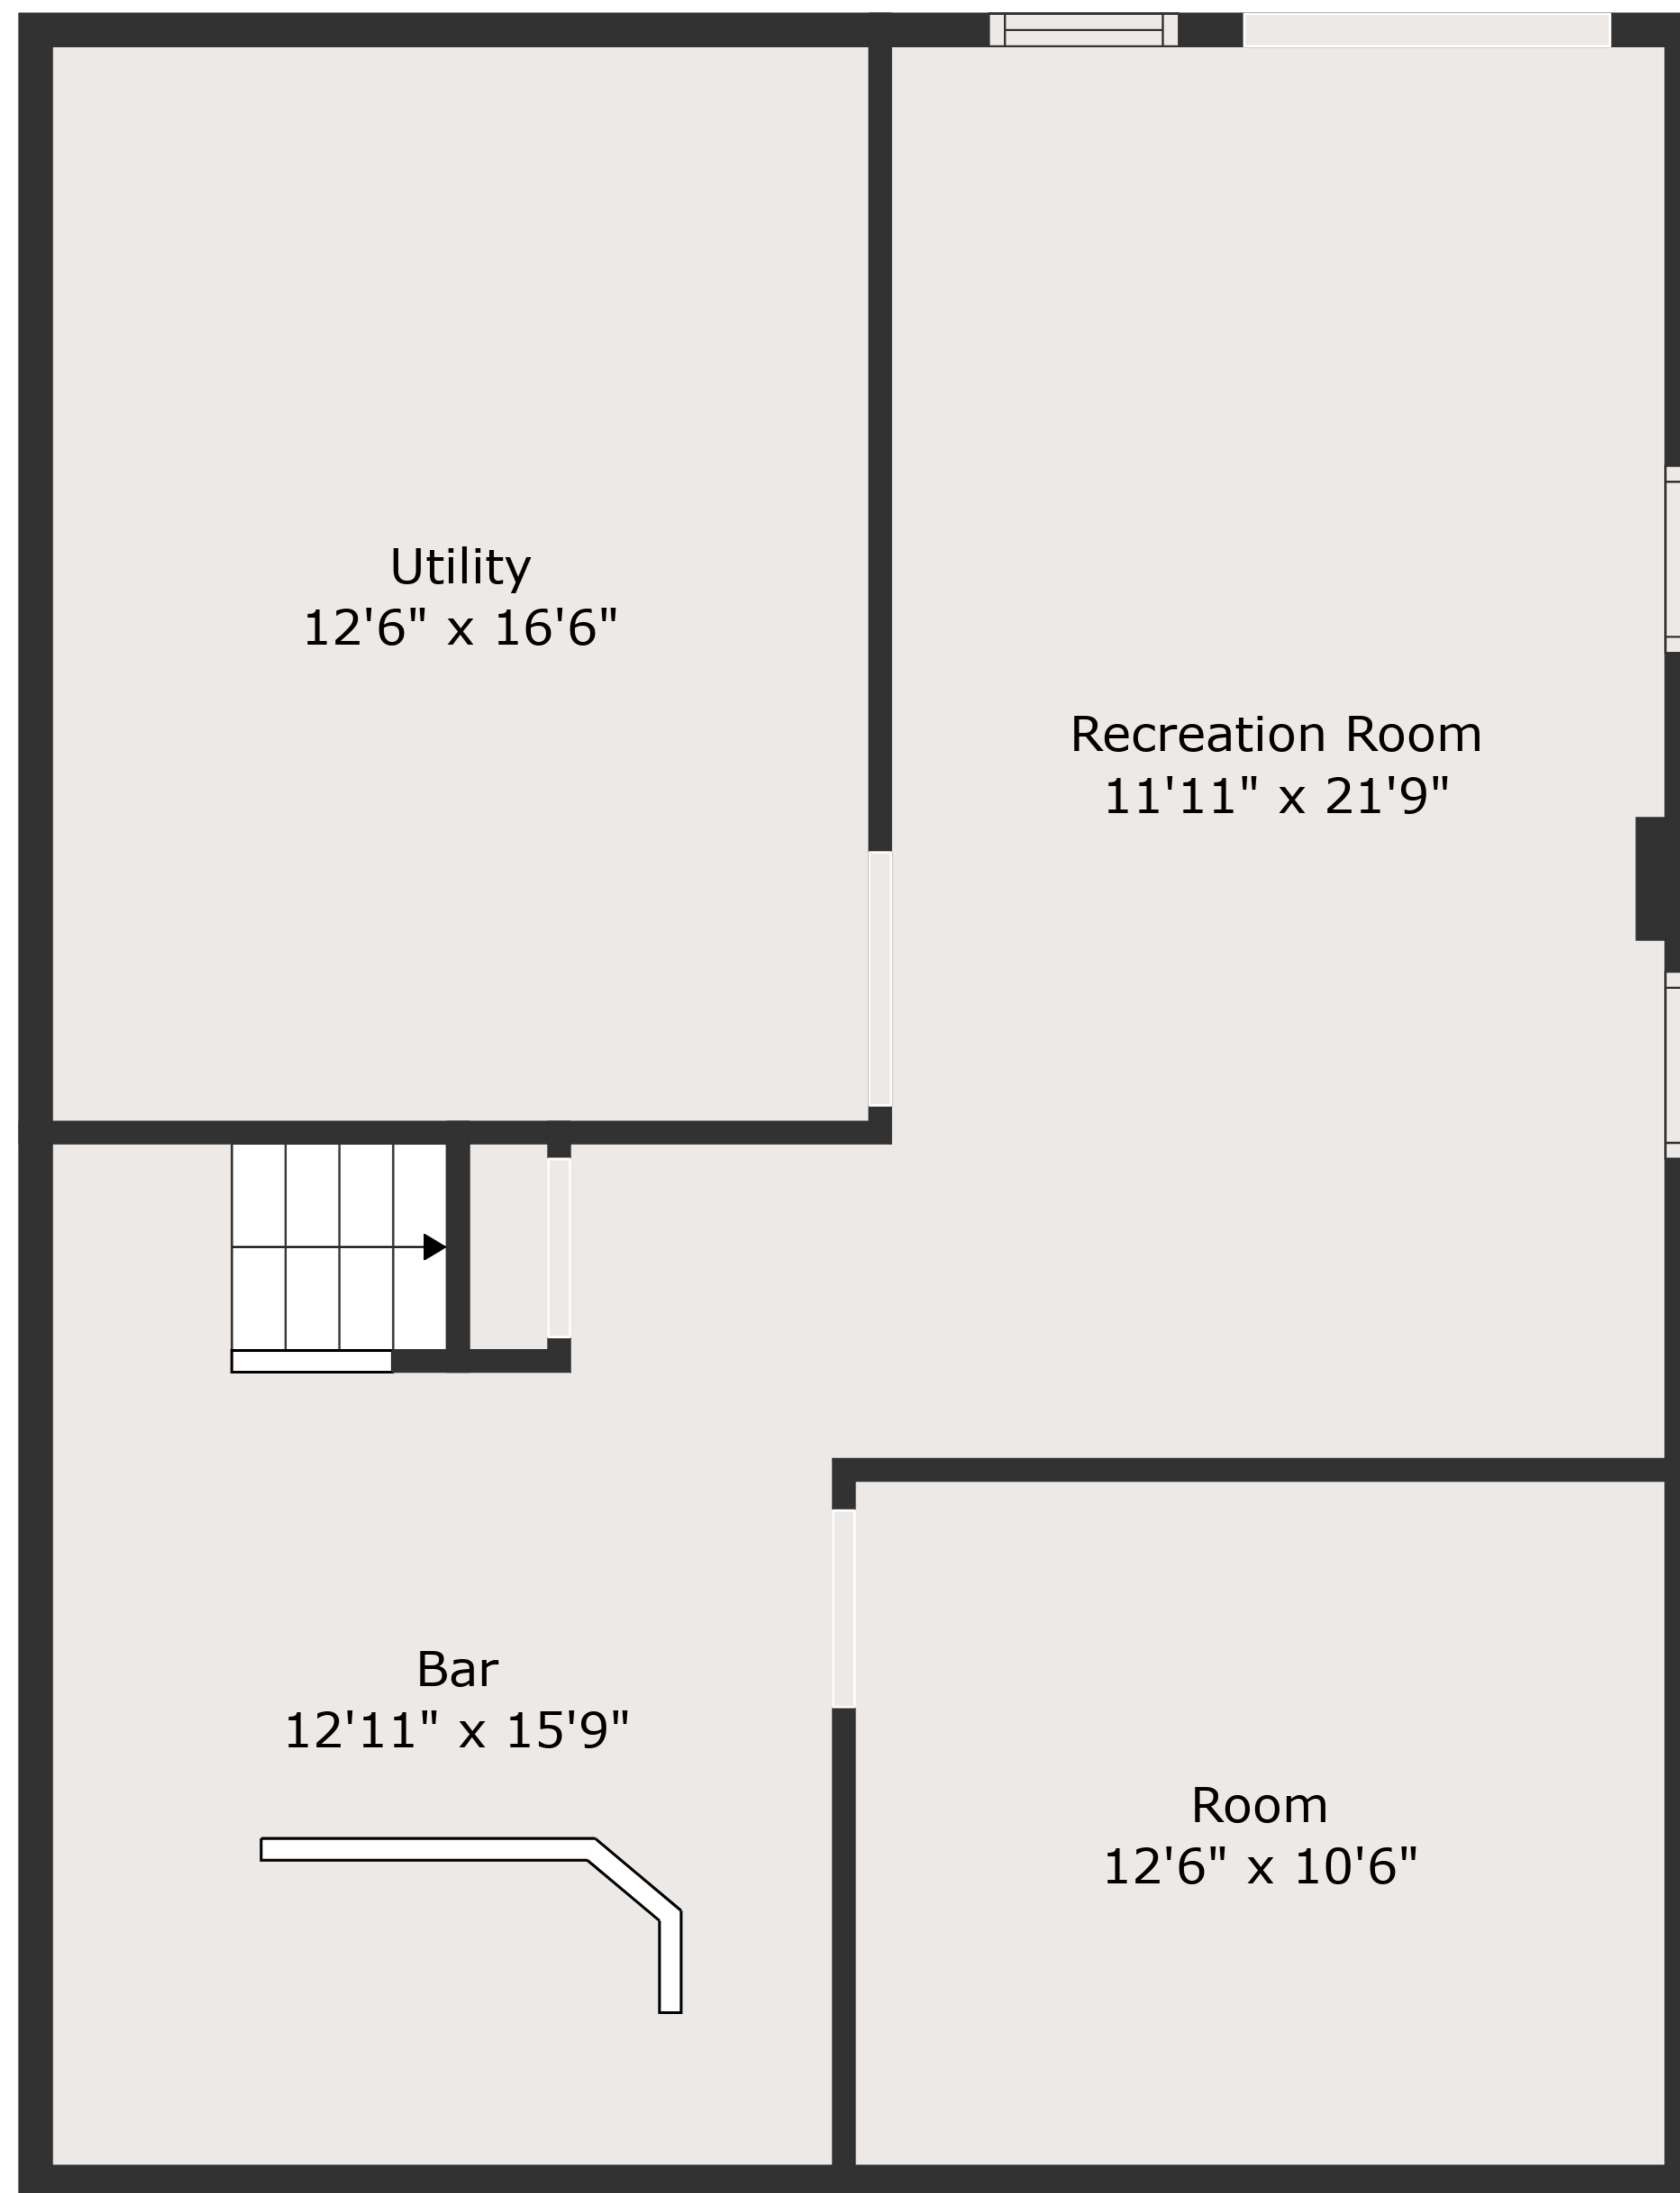 Utility
12'6" x 16'6"
Recreation Room
11'11" x 21'9"
Bar
12'11" x 15'9"
Room
12'6" x 10'6"